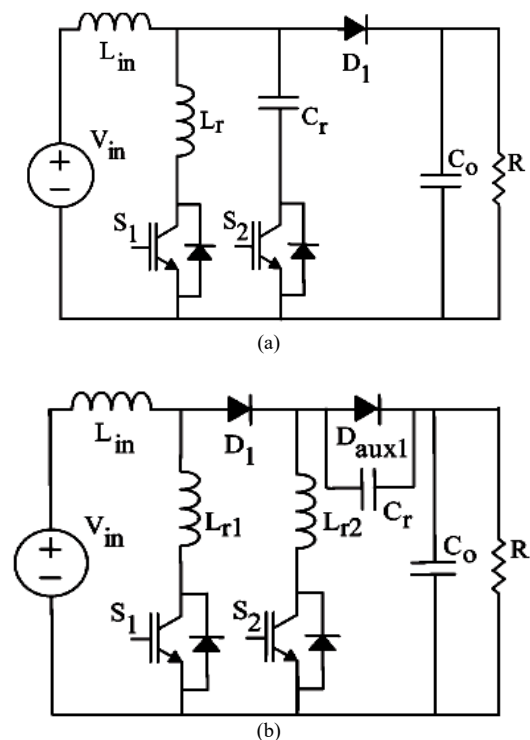 L_in
D_1
L_r
C_r
V_in
C_o
R
S_1
S_2
(a)
L_in
D_1
D_aux1
C_r
L_r1
L_r2
V_in
C_o
R
S_1
S_2
(b)